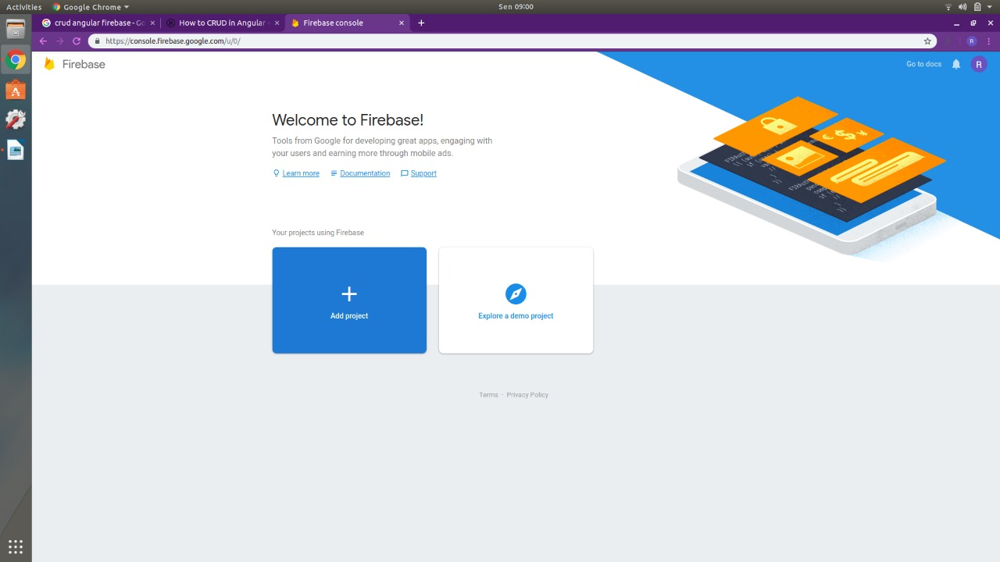 Activities
Google Chrome
Sen 09:00
crud angular firebase - Go
How to CRUD in Angular
Firebase console
https://console.firebase.google.com/u/0/
R
Firebase
Go to docs
R
Welcome to Firebase!
Tools from Google for developing great apps, engaging with
your users and earning more through mobile ads.
Learn more
Documentation
Support
Your projects using Firebase
Add project
Explore a demo project
Terms - Privacy Policy